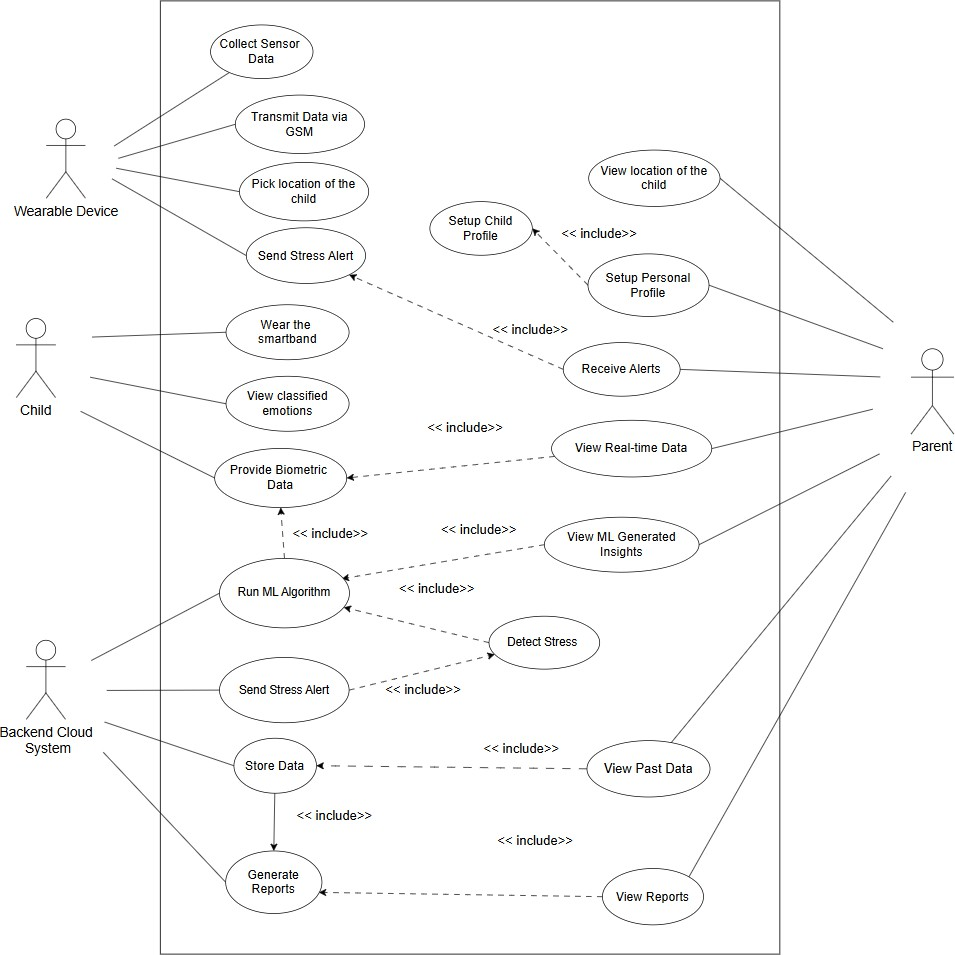 Collect Sensor
Data
Transmit Data via
GSM
Pick location of the
child
Send Stress Alert
Wearable Device
View location of the
child
Setup Child
Profile
<< include>>
Setup Personal
Profile
<< include>>
Receive Alerts
Wear the
smartband
View classified
emotions
Child
Parent
<< include>>
View Real-time Data
Provide Biometric
Data
<< include>>
<< include>>
View ML Generated
Insights
Run ML Algorithm
<< include>>
Detect Stress
Send Stress Alert
<< include>>
Backend Cloud
System
Store Data
<< include>>
View Past Data
<< include>>
<< include>>
Generate
Reports
View Reports